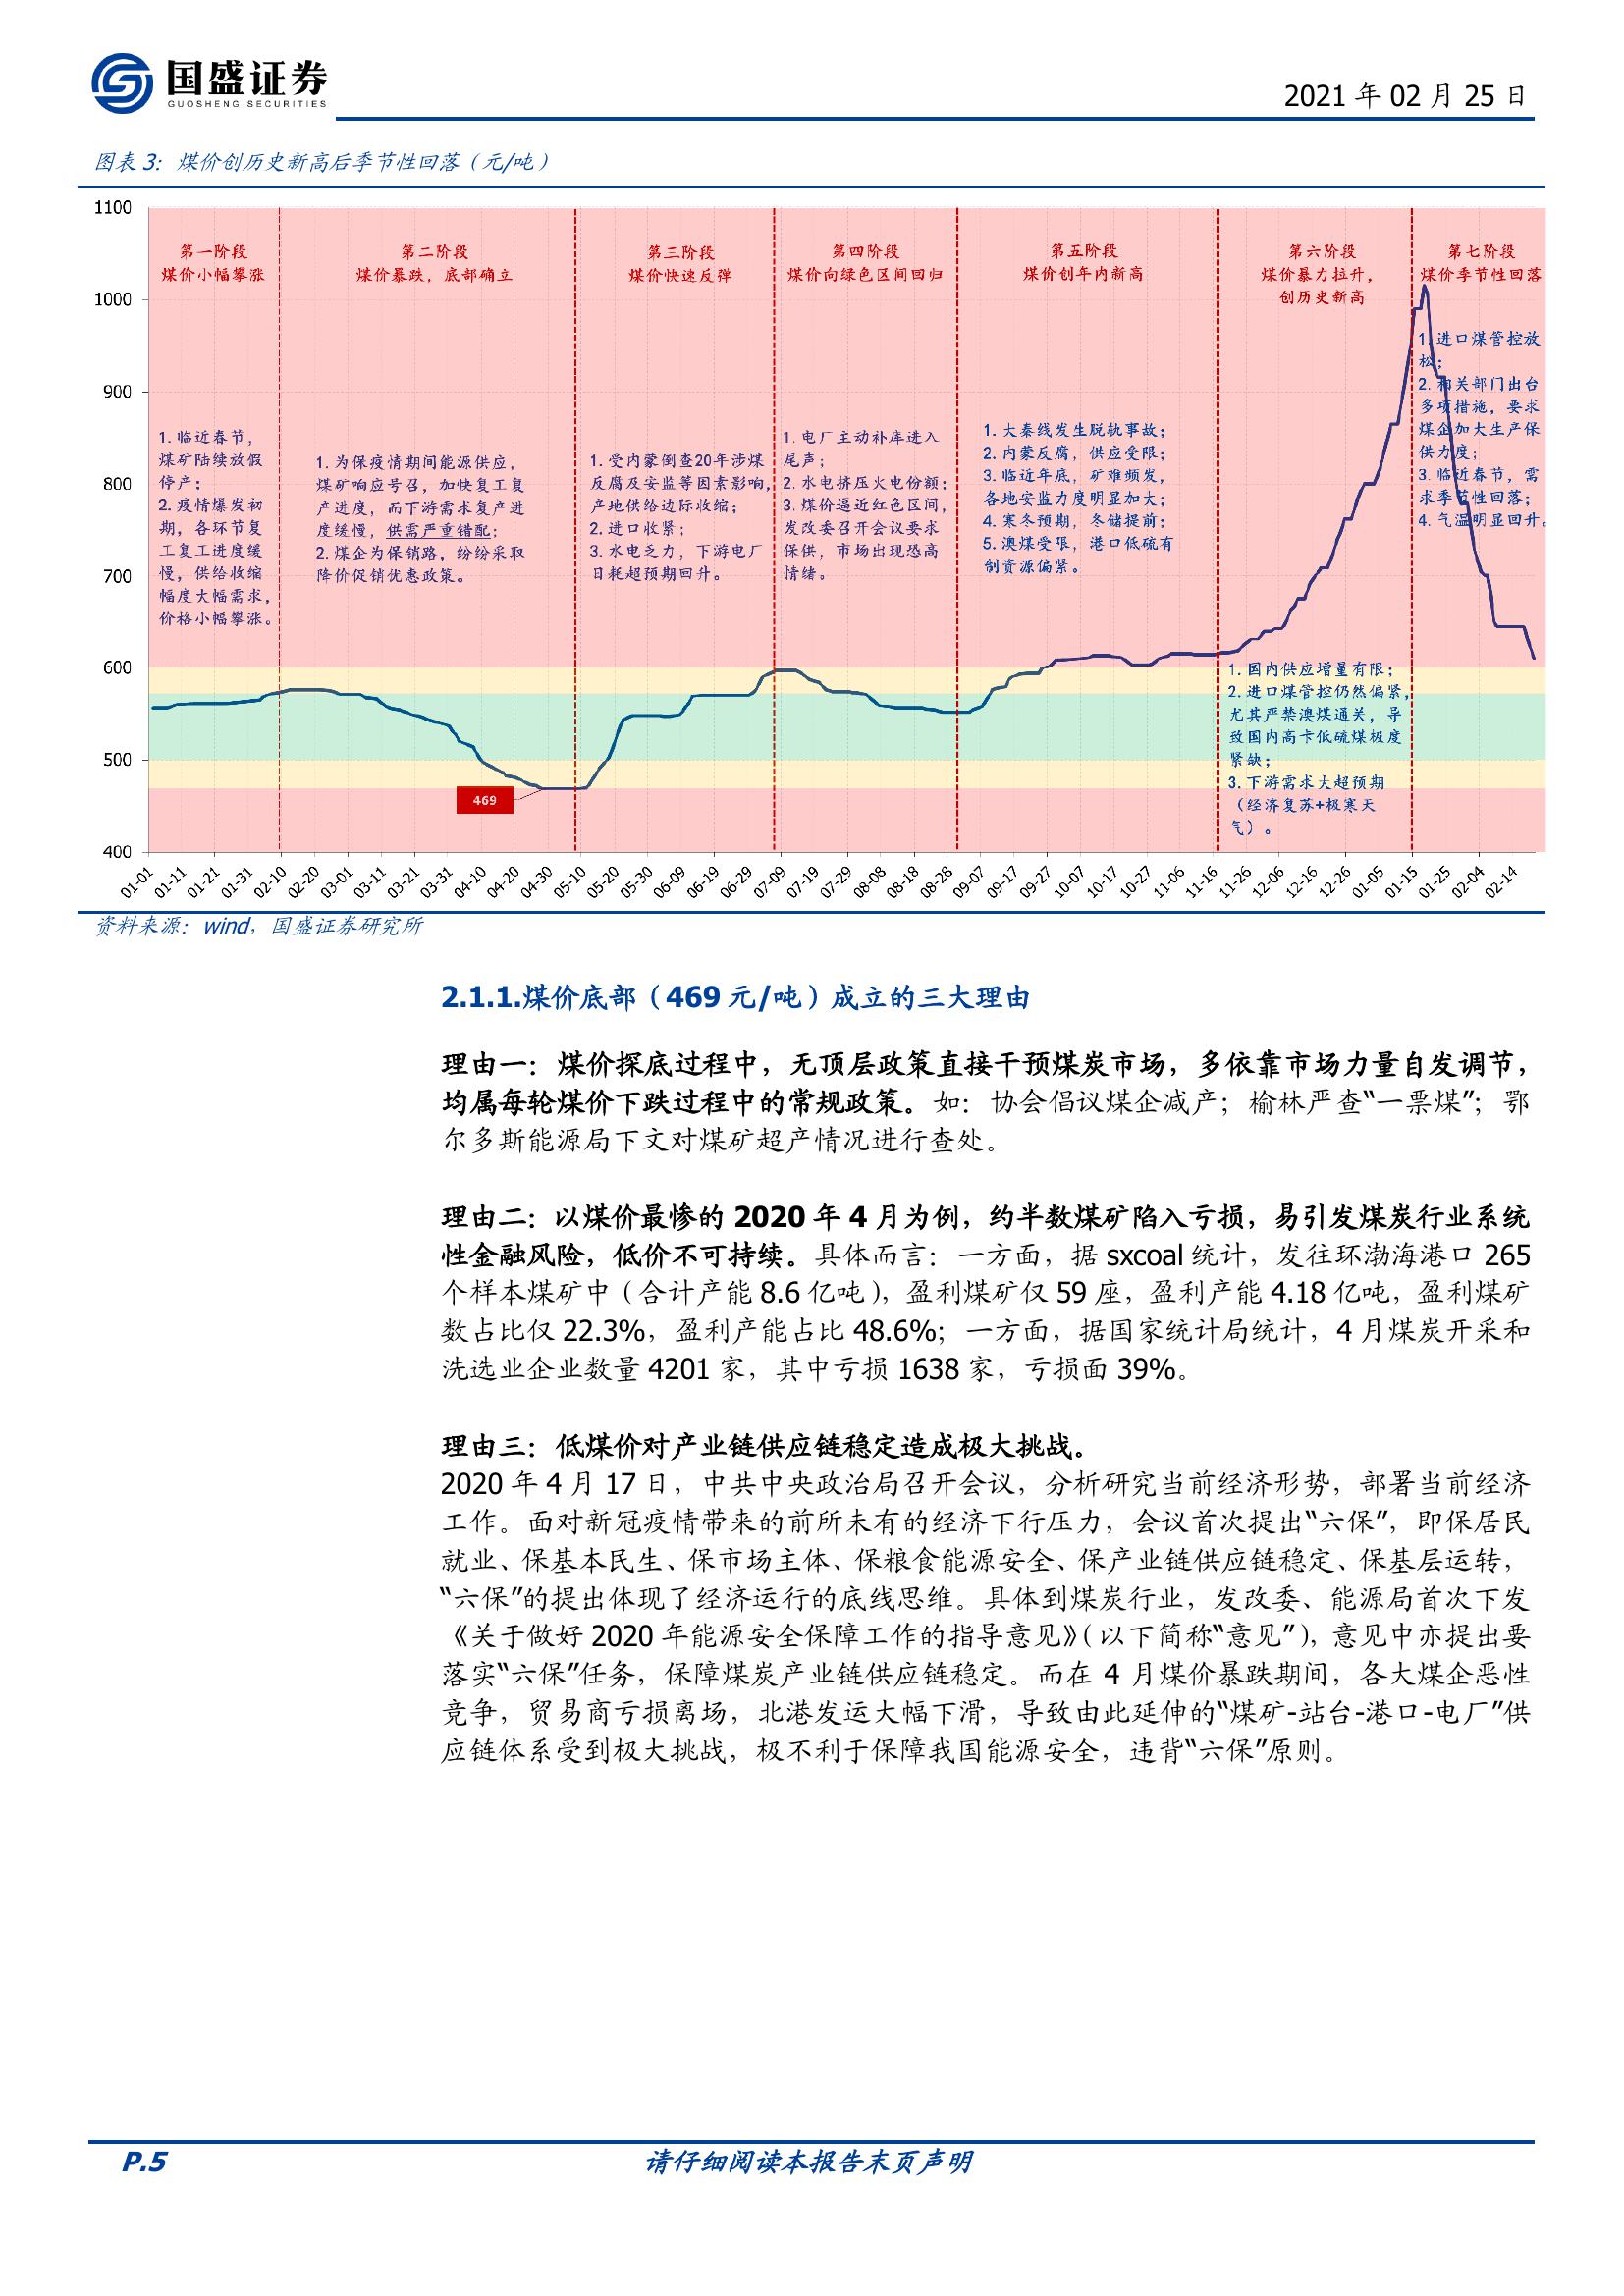 国盛证券
GUOSHENG SECURITIES
2021 年 02 月 25 日
图表 3：煤价创历史新高后季节性回落（元/吨）
1100
1000
900
800
700
600
500
400
第一阶段
煤价小幅攀涨
1. 临近春节，
煤矿陆续放假
停产；
2. 疫情爆发初
期，各环节复
工复工进度缓
慢，供给收缩
幅度大幅需求，
价格小幅攀涨。
第二阶段
煤价暴跌，底部确立
1. 为保疫情期间能源供应，
煤矿响应号召，加快复工复
产进度，而下游需求复产进
度缓慢，供需严重错配；
2. 煤企为保销路，纷纷采取
降价促销优惠政策。
469
第三阶段
煤价快速反弹
1. 受内蒙倒查20年涉煤
反腐及安监等因素影响，
产地供给边际收缩；
2. 进口收紧；
3. 水电乏力，下游电厂
日耗超预期回升。
第四阶段
煤价向绿色区间回归
1. 电厂主动补库进入
尾声；
2. 水电挤压火电份额；
3. 煤价逼近红色区间，
发改委召开会议要求
保供，市场出现恐高
情绪。
第五阶段
煤价创年内新高
1. 大秦线发生脱轨事故；
2. 内蒙反腐，供应受限；
3. 临近年底，矿难频发，
各地安监力度明显加大；
4. 寒冬预期，冬储提前；
5. 澳煤受限，港口低硫有
制资源偏紧。
第六阶段
煤价暴力拉升，
创历史新高
1. 国内供应增量有限；
2. 进口煤管控仍然偏紧，
尤其严禁澳煤通关，导
致国内高卡低硫煤极度
紧缺；
3. 下游需求大超预期
（经济复苏+极寒天
气）。
第七阶段
煤价季节性回落
1. 进口煤管控放
松；
2. 相关部门出台
多项措施，要求
煤企加大生产保
供力度；
3. 临近春节，需
求季节性回落；
4. 气温明显回升。
01-01 01-11 01-21 01-31 02-10 02-20 03-01 03-11 03-21 03-31 04-10 04-20 04-30 05-10 05-20 05-30 06-09 06-19 06-29 07-09 07-19 07-29 08-08 08-18 08-28 09-07 09-17 09-27 10-07 10-17 10-27 11-06 11-16 11-26 12-06 12-16 12-26 01-05 01-15 01-25 02-04 02-14
资料来源：wind，国盛证券研究所
2.1.1.煤价底部（469 元/吨）成立的三大理由
理由一：煤价探底过程中，无顶层政策直接干预煤炭市场，多依靠市场力量自发调节，
均属每轮煤价下跌过程中的常规政策。如：协会倡议煤企减产；榆林严查“一票煤”；鄂
尔多斯能源局下文对煤矿超产情况进行查处。
理由二：以煤价最惨的 2020 年 4 月为例，约半数煤矿陷入亏损，易引发煤炭行业系统
性金融风险，低价不可持续。具体而言：一方面，据 sxcoal 统计，发往环渤海港口 265
个样本煤矿中（合计产能 8.6 亿吨），盈利煤矿仅 59 座，盈利产能 4.18 亿吨，盈利煤矿
数占比仅 22.3%，盈利产能占比 48.6%；一方面，据国家统计局统计，4 月煤炭开采和
洗选业企业数量 4201 家，其中亏损 1638 家，亏损面 39%。
理由三：低煤价对产业链供应链稳定造成极大挑战。
2020 年 4 月 17 日，中共中央政治局召开会议，分析研究当前经济形势，部署当前经济
工作。面对新冠疫情带来的前所未有的经济下行压力，会议首次提出“六保”，即保居民
就业、保基本民生、保市场主体、保粮食能源安全、保产业链供应链稳定、保基层运转，
“六保”的提出体现了经济运行的底线思维。具体到煤炭行业，发改委、能源局首次下发
《关于做好 2020 年能源安全保障工作的指导意见》（以下简称“意见”），意见中亦提出要
落实“六保”任务，保障煤炭产业链供应链稳定。而在 4 月煤价暴跌期间，各大煤企恶性
竞争，贸易商亏损离场，北港发运大幅下滑，导致由此延伸的“煤矿-站台-港口-电厂”供
应链体系受到极大挑战，极不利于保障我国能源安全，违背“六保”原则。
P.5
请仔细阅读本报告末页声明